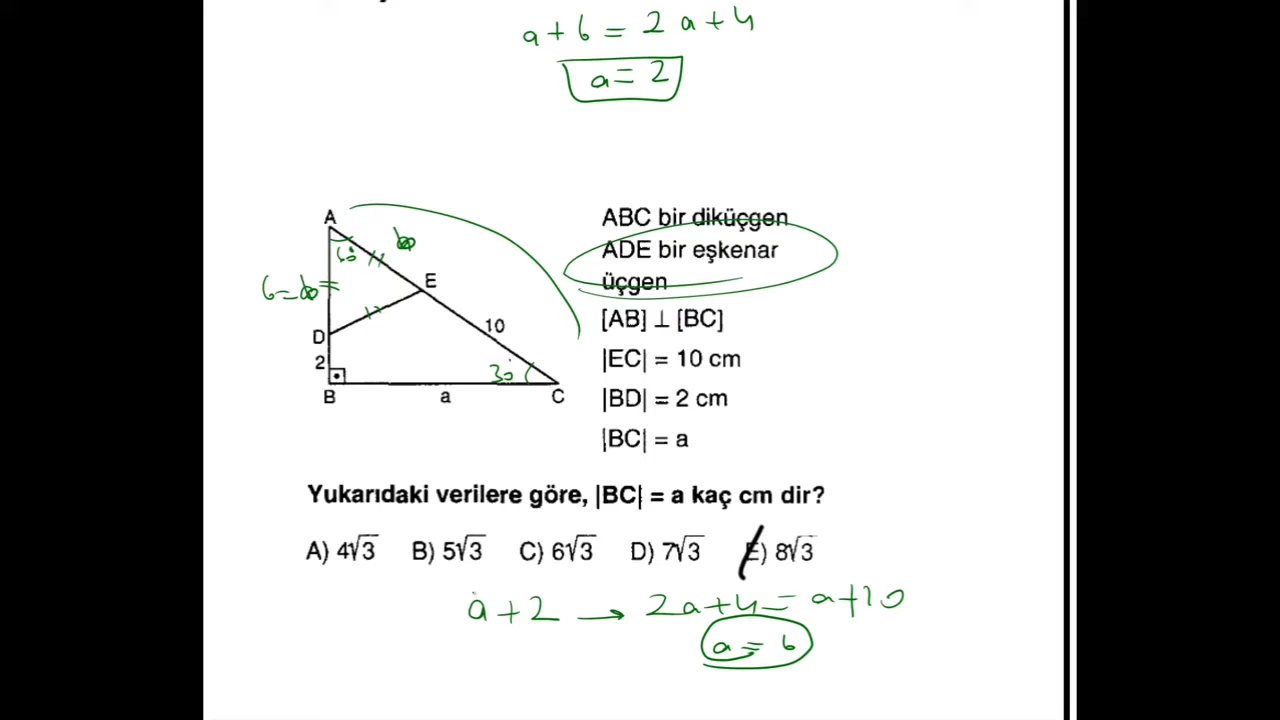 a + 6 = 2a + 4
a = 2
A
60
6 =
E
10
D
2
30
B
a
C
ABC bir diküçgen
ADE bir eşkenar
üçgen
[AB] ⊥ [BC]
|EC| = 10 cm
|BD| = 2 cm
|BC| = a
Yukarıdaki verilere göre, |BC| = a kaç cm dir?
A) 4√3 B) 5√3 C) 6√3 D) 7√3 E) 8√3
a + 2 → 2a + 4 = a + 10
a = 6